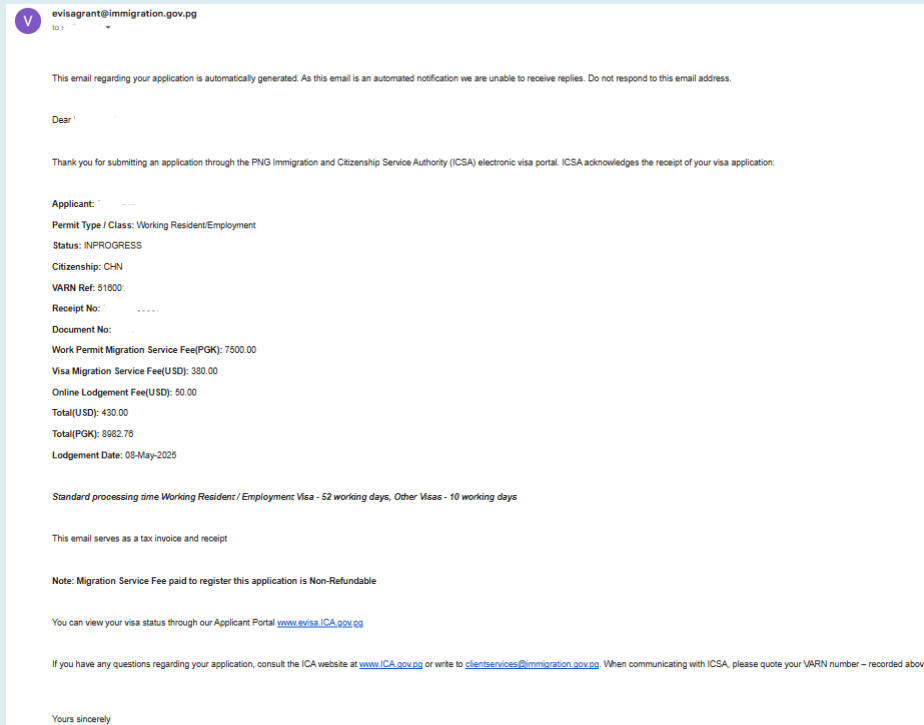 V
evisagrant@immigration.gov.pg
to
This email regarding your application is automatically generated. As this email is an automated notification we are unable to receive replies. Do not respond to this email address.
Dear
Thank you for submitting an application through the PNG Immigration and Citizenship Service Authority (ICSA) electronic visa portal. ICSA acknowledges the receipt of your visa application:
Applicant:
Permit Type / Class: Working Resident/Employment
Status: INPROGRESS
Citizenship: CHN
VARN Ref: 51600
Receipt No:
Document No:
Work Permit Migration Service Fee(PGK): 7500.00
Visa Migration Service Fee(USD): 380.00
Online Lodgement Fee(USD): 50.00
Total(USD): 430.00
Total(PGK): 8982.76
Lodgement Date: 08-May-2025
Standard processing time Working Resident / Employment Visa - 52 working days, Other Visas - 10 working days
This email serves as a tax invoice and receipt
Note: Migration Service Fee paid to register this application is Non-Refundable
You can view your visa status through our Applicant Portal www.evisa.ICA.gov.pg
If you have any questions regarding your application, consult the ICA website at www.ICA.gov.pg or write to clientservices@immigration.gov.pg. When communicating with ICSA, please quote your VARN number – recorded abov
Yours sincerely